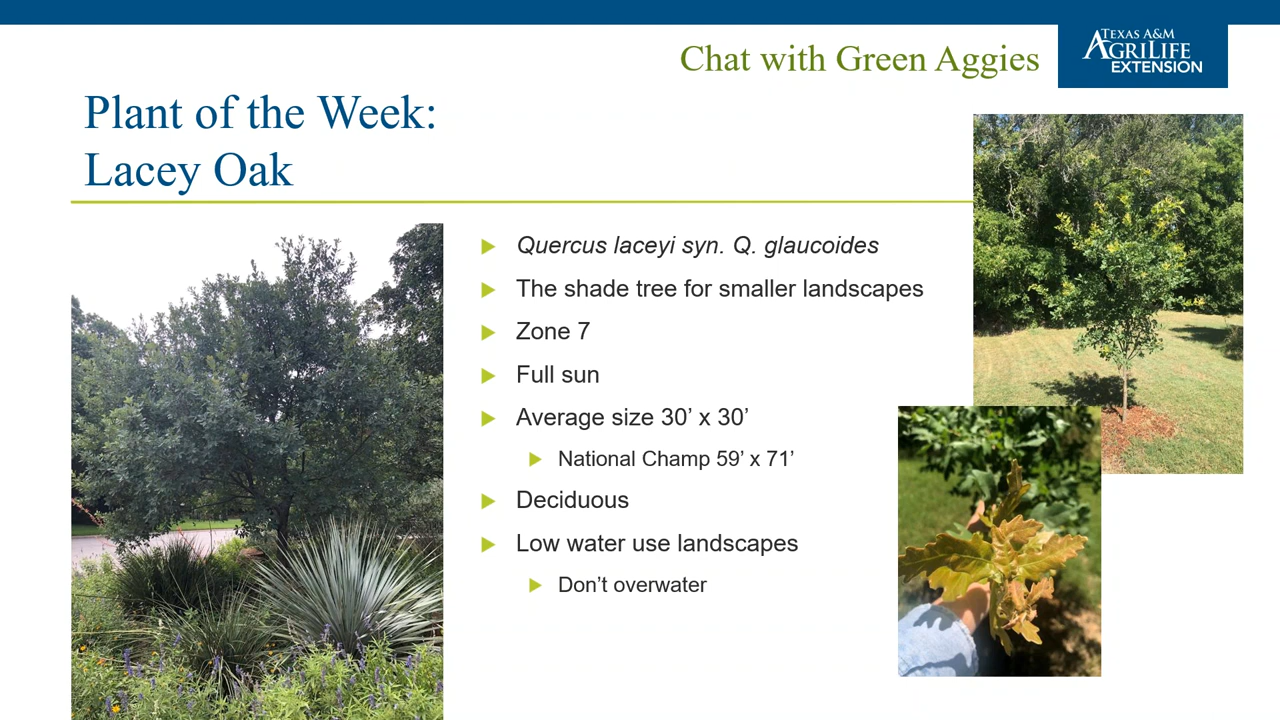 Chat with Green Aggies
TEXAS A&M
AGRILIFE
EXTENSION
Plant of the Week:
Lacey Oak
Quercus laceyi syn. Q. glaucoides
The shade tree for smaller landscapes
Zone 7
Full sun
Average size 30’ x 30’
National Champ 59’ x 71’
Deciduous
Low water use landscapes
Don’t overwater